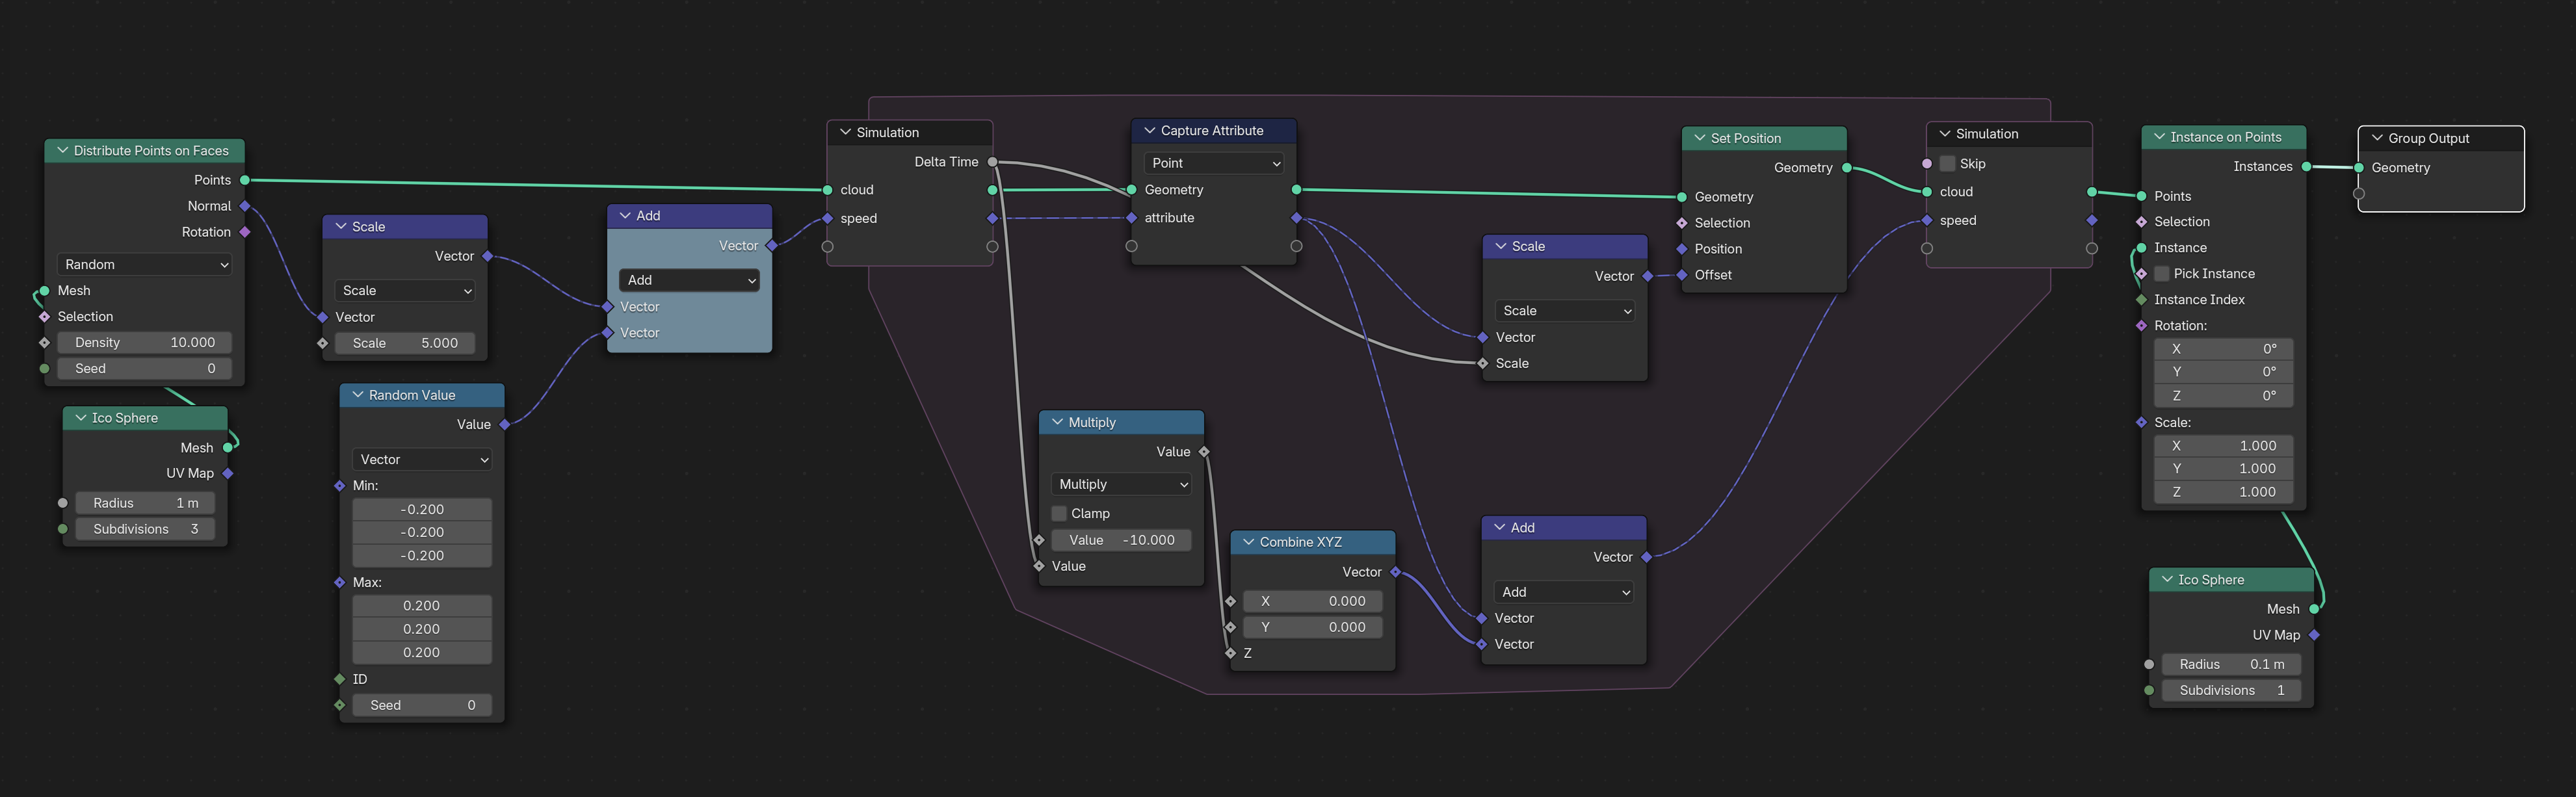 Distribute Points on Faces
Points
Normal
Rotation
Random
Mesh
Selection
Density 10.000
Seed 0
Ico Sphere
Mesh
UV Map
Radius 1 m
Subdivisions 3
Scale
Vector
Scale
Vector
Scale 5.000
Random Value
Value
Vector
Min:
-0.200
-0.200
-0.200
Max:
0.200
0.200
0.200
ID
Seed 0
Add
Vector
Add
Vector
Vector
Simulation
Delta Time
cloud
speed
Capture Attribute
Point
Geometry
attribute
Multiply
Value
Multiply
Clamp
Value -10.000
Value
Combine XYZ
Vector
X 0.000
Y 0.000
Z
Scale
Vector
Scale
Vector
Scale
Add
Vector
Add
Vector
Vector
Set Position
Geometry
Geometry
Selection
Position
Offset
Simulation
Skip
cloud
speed
Instance on Points
Instances
Points
Selection
Instance
Pick Instance
Instance Index
Rotation:
X 0°
Y 0°
Z 0°
Scale:
X 1.000
Y 1.000
Z 1.000
Ico Sphere
Mesh
UV Map
Radius 0.1 m
Subdivisions 1
Group Output
Geometry